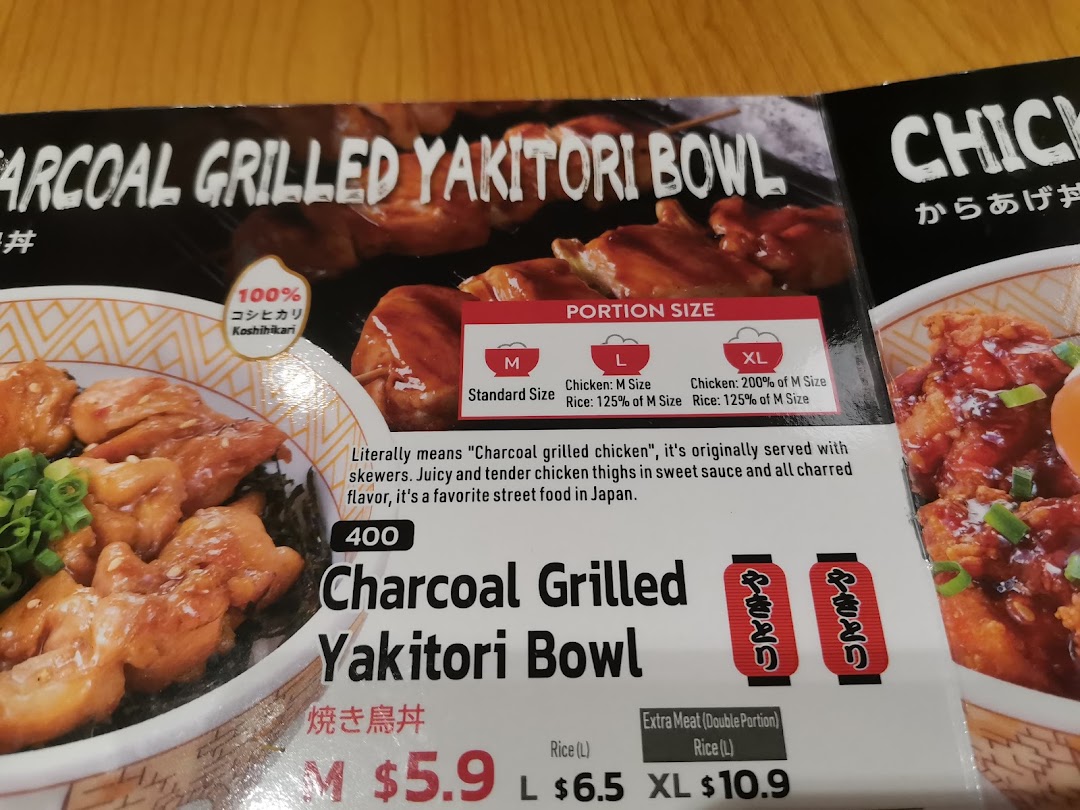 ARCOAL GRILLED YAKITORI BOWL
丼
100%
コシヒカリ
Koshihikari
PORTION SIZE
M
L
XL
Standard Size
Chicken: M Size
Rice: 125% of M Size
Chicken: 200% of M Size
Rice: 125% of M Size
Literally means "Charcoal grilled chicken", it's originally served with
skewers. Juicy and tender chicken thighs in sweet sauce and all charred
flavor, it's a favorite street food in Japan.
400
Charcoal Grilled
Yakitori Bowl
やきとり
やきとり
焼き鳥丼
M $5.9
Rice (L)
L $6.5
Extra Meat (Double Portion)
Rice (L)
XL $10.9
CHIC
からあげ丼